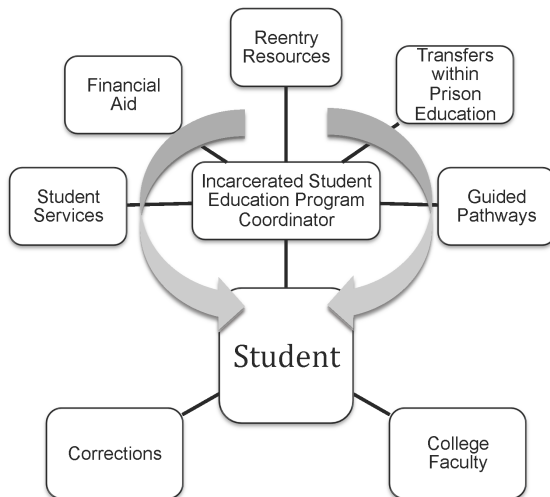 Reentry
Resources
Financial
Aid
Transfers
within
Prison
Education
Student
Services
Incarcerated Student
Education Program
Coordinator
Guided
Pathways
Student
Corrections
College
Faculty